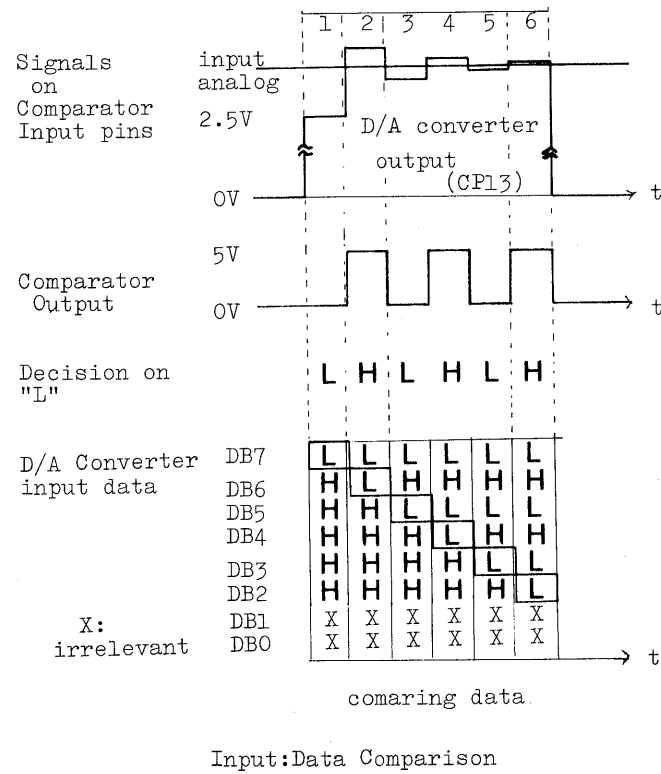 1 2 3 4 5 6
Signals
on
Comparator
Input pins
input
analog
2.5V
D/A converter
output
(CP13)
0V
t
5V
Comparator
Output
0V
t
Decision on
"L"
L H L H L H
D/A Converter
input data
DB7 L L L L L L
DB6 H L H H H H
DB5 H H L L L L
DB4 H H H L H H
DB3 H H H H L L
DB2 H H H H H L
X:
irrelevant
DB1 X X X X X X
DB0 X X X X X X
t
comaring data
Input:Data Comparison